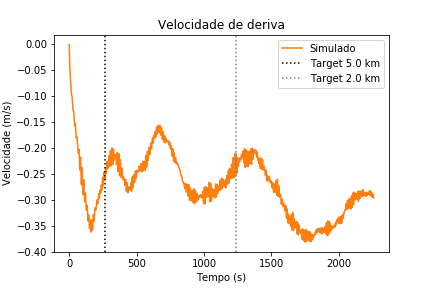 Velocidade de deriva
Simulado
Target 5.0 km
Target 2.0 km
Velocidade (m/s)
0.00
−0.05
−0.10
−0.15
−0.20
−0.25
−0.30
−0.35
−0.40
0
500
1000
1500
2000
Tempo (s)